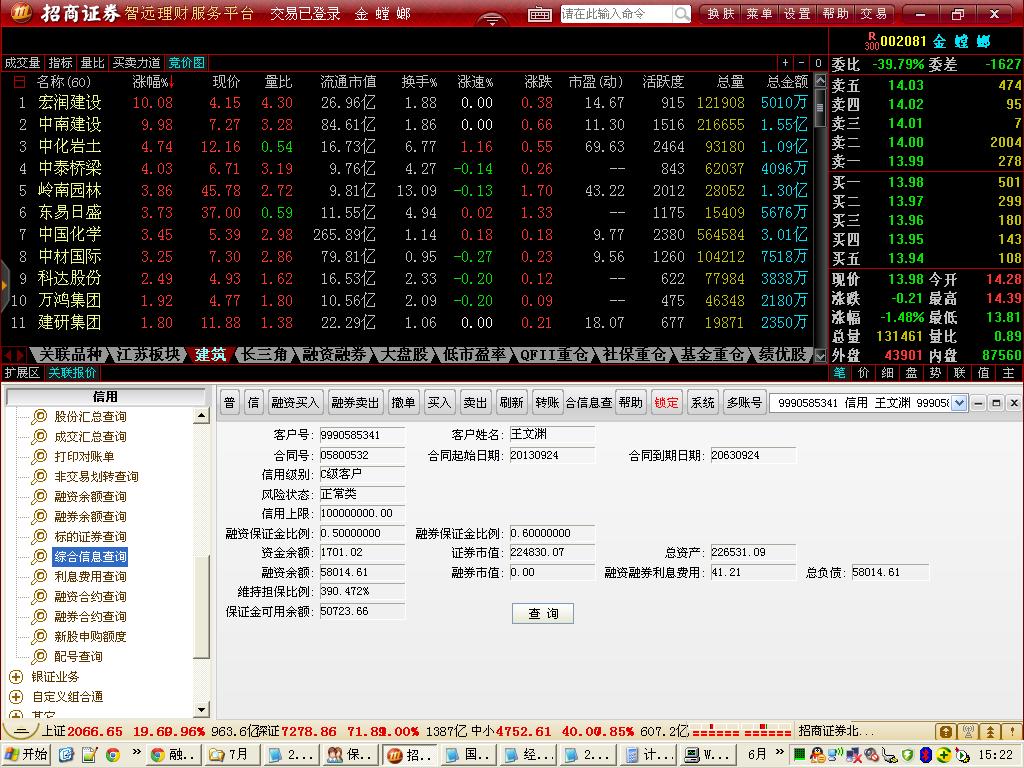 招商证券 智远理财服务平台 交易已登录 金 螳 螂 请在此输入命令 换肤 菜单 设置 帮助 交易
R 300 002081 金 螳 螂
成交量 指标 量比 买卖力道 竞价图 + - 0
委比 -39.79% 委差 -1627
名称(60) 涨幅%↓ 现价 量比 流通市值 换手% 涨速% 涨跌 市盈(动) 活跃度 总量 总金额
1 宏润建设 10.08 4.15 4.30 26.96亿 1.88 0.00 0.38 14.67 915 121908 5010万
2 中南建设 9.98 7.27 3.28 84.61亿 1.86 0.00 0.66 11.30 1516 216655 1.55亿
3 中化岩土 4.74 12.16 0.54 16.73亿 6.77 1.16 0.55 69.63 2464 93180 1.09亿
4 中泰桥梁 4.03 6.71 3.19 9.76亿 4.27 -0.14 0.26 -- 843 62037 4096万
5 岭南园林 3.86 45.78 2.72 9.81亿 13.09 -0.13 1.70 43.22 2012 28052 1.30亿
6 东易日盛 3.73 37.00 0.59 11.55亿 4.94 0.02 1.33 -- 1175 15409 5676万
7 中国化学 3.45 5.39 2.98 265.89亿 1.14 0.18 0.18 9.77 2380 564584 3.01亿
8 中材国际 3.25 7.30 2.86 79.81亿 0.95 -0.27 0.23 9.56 1260 104212 7518万
9 科达股份 2.49 4.93 1.62 16.53亿 2.33 -0.20 0.12 -- 622 77984 3838万
10 万鸿集团 1.92 4.77 1.80 10.56亿 2.09 -0.20 0.09 -- 475 46348 2180万
11 建研集团 1.80 11.88 1.38 22.29亿 1.06 0.00 0.21 18.07 677 19871 2350万
卖五 14.03 474
卖四 14.02 95
卖三 14.01 7
卖二 14.00 2004
卖一 13.99 278
买一 13.98 501
买二 13.97 299
买三 13.96 180
买四 13.95 143
买五 13.94 108
现价 13.98 今开 14.28
涨跌 -0.21 最高 14.39
涨幅 -1.48% 最低 13.81
总量 131461 量比 0.89
外盘 43901 内盘 87560
关联品种 江苏板块 建筑 长三角 融资融券 大盘股 低市盈率 QFII重仓 社保重仓 基金重仓 绩优股
扩展区 关联报价
笔 价 细 盘 势 联 值 主
信用
股份汇总查询
成交汇总查询
打印对账单
非交易划转查询
融资余额查询
融券余额查询
标的证券查询
综合信息查询
利息费用查询
融资合约查询
融券合约查询
新股申购额度
配号查询
银证业务
自定义组合通
其它
普 信 融资买入 融券卖出 撤单 买入 卖出 刷新 转账 合信息查 帮助 锁定 系统 多账号 9990585341 信用 王文渊 99905
客户号: 9990585341 客户姓名: 王文渊
合同号: 05800532 合同起始日期: 20130924 合同到期日期: 20630924
信用级别: C级客户
风险状态: 正常类
信用上限: 100000000.00
融资保证金比例: 0.50000000 融券保证金比例: 0.60000000
资金余额: 1701.02 证券市值: 224830.07 总资产: 226531.09
融资余额: 58014.61 融券市值: 0.00 融资融券利息费用: 41.21 总负债: 58014.61
维持担保比例: 390.472%
保证金可用余额: 50723.66
查 询
上证2066.65 19.60 0.96% 963.6亿 深证7278.86 71.89 1.00% 1387亿 中小4752.61 40.00 0.85% 607.2亿 招商证券北...
开始 融.. 7月 2... 保.. 招.. 国.. 经.. 2... 计.. W... 6月 15:22